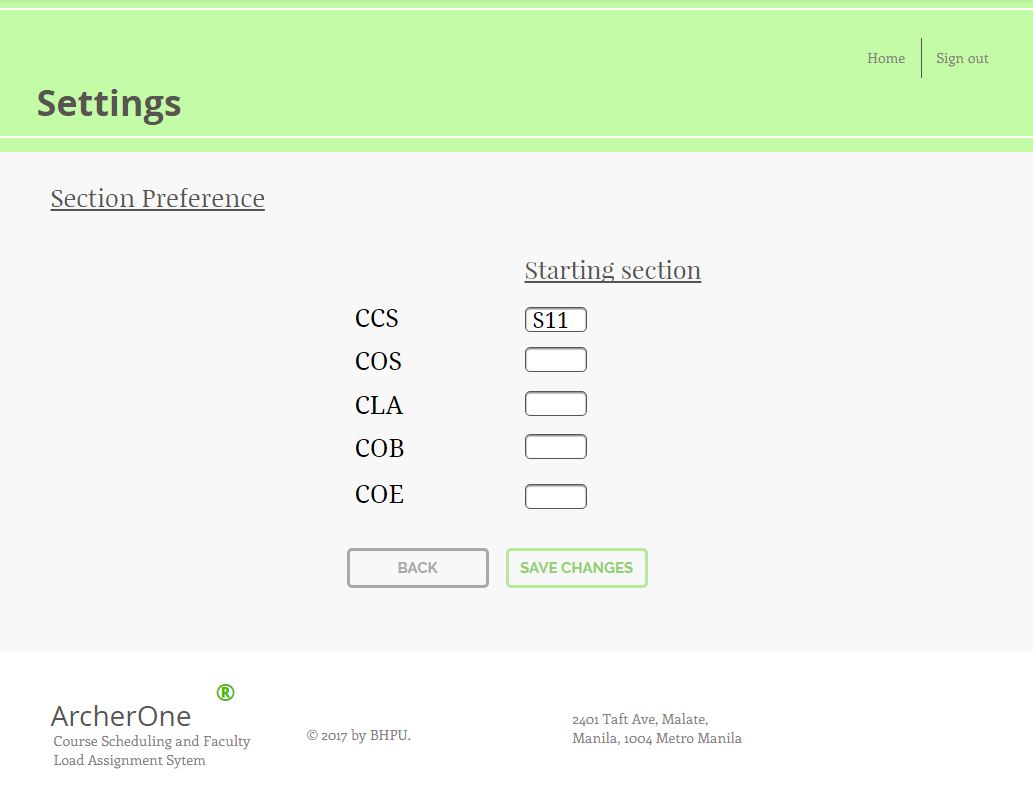 Home
Sign out
Settings
Section Preference
Starting section
CCS S11
COS
CLA
COB
COE
BACK
SAVE CHANGES
ArcherOne ®
Course Scheduling and Faculty
Load Assignment Sytem
© 2017 by BHPU.
2401 Taft Ave, Malate,
Manila, 1004 Metro Manila